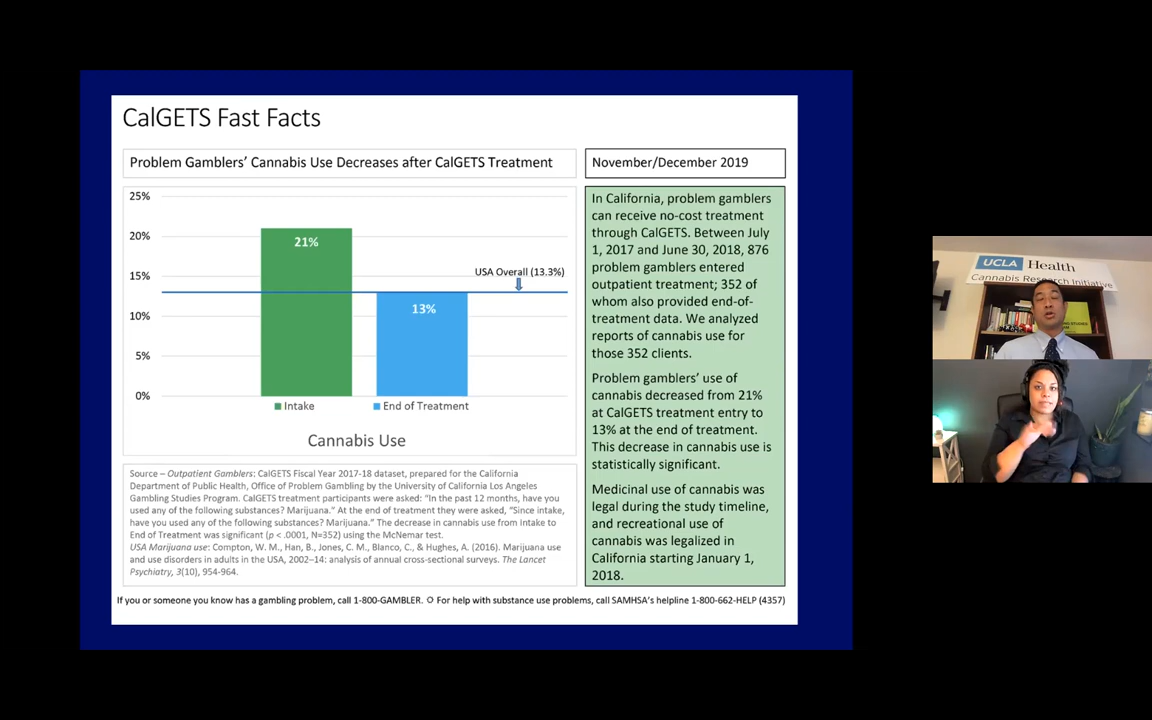 CalGETS Fast Facts
Problem Gamblers' Cannabis Use Decreases after CalGETS Treatment
November/December 2019
25%
20%
15%
10%
5%
0%
21%
13%
USA Overall (13.3%)
Intake
End of Treatment
Cannabis Use
Source – Outpatient Gamblers: CalGETS Fiscal Year 2017-18 dataset, prepared for the California
Department of Public Health, Office of Problem Gambling by the University of California Los Angeles
Gambling Studies Program. CalGETS treatment participants were asked: "In the past 12 months, have you
used any of the following substances? Marijuana." At the end of treatment they were asked, "Since intake,
have you used any of the following substances? Marijuana." The decrease in cannabis use from intake to
End of Treatment was significant (p < .0001, N=352) using the McNemar test.
USA Marijuana use: Compton, W. M., Han, B., Jones, C. M., Blanco, C., & Hughes, A. (2016). Marijuana use
and use disorders in adults in the USA, 2002–14: analysis of annual cross-sectional surveys. The Lancet
Psychiatry, 3(10), 954-964.
In California, problem gamblers
can receive no-cost treatment
through CalGETS. Between July
1, 2017 and June 30, 2018, 876
problem gamblers entered
outpatient treatment; 352 of
whom also provided end-of-
treatment data. We analyzed
reports of cannabis use for
those 352 clients.
Problem gamblers' use of
cannabis decreased from 21%
at CalGETS treatment entry to
13% at the end of treatment.
This decrease in cannabis use is
statistically significant.
Medicinal use of cannabis was
legal during the study timeline,
and recreational use of
cannabis was legalized in
California starting January 1,
2018.
If you or someone you know has a gambling problem, call 1-800-GAMBLER. O For help with substance use problems, call SAMHSA's helpline 1-800-662-HELP (4357)
UCLA Health
Cannabis Research Initiative